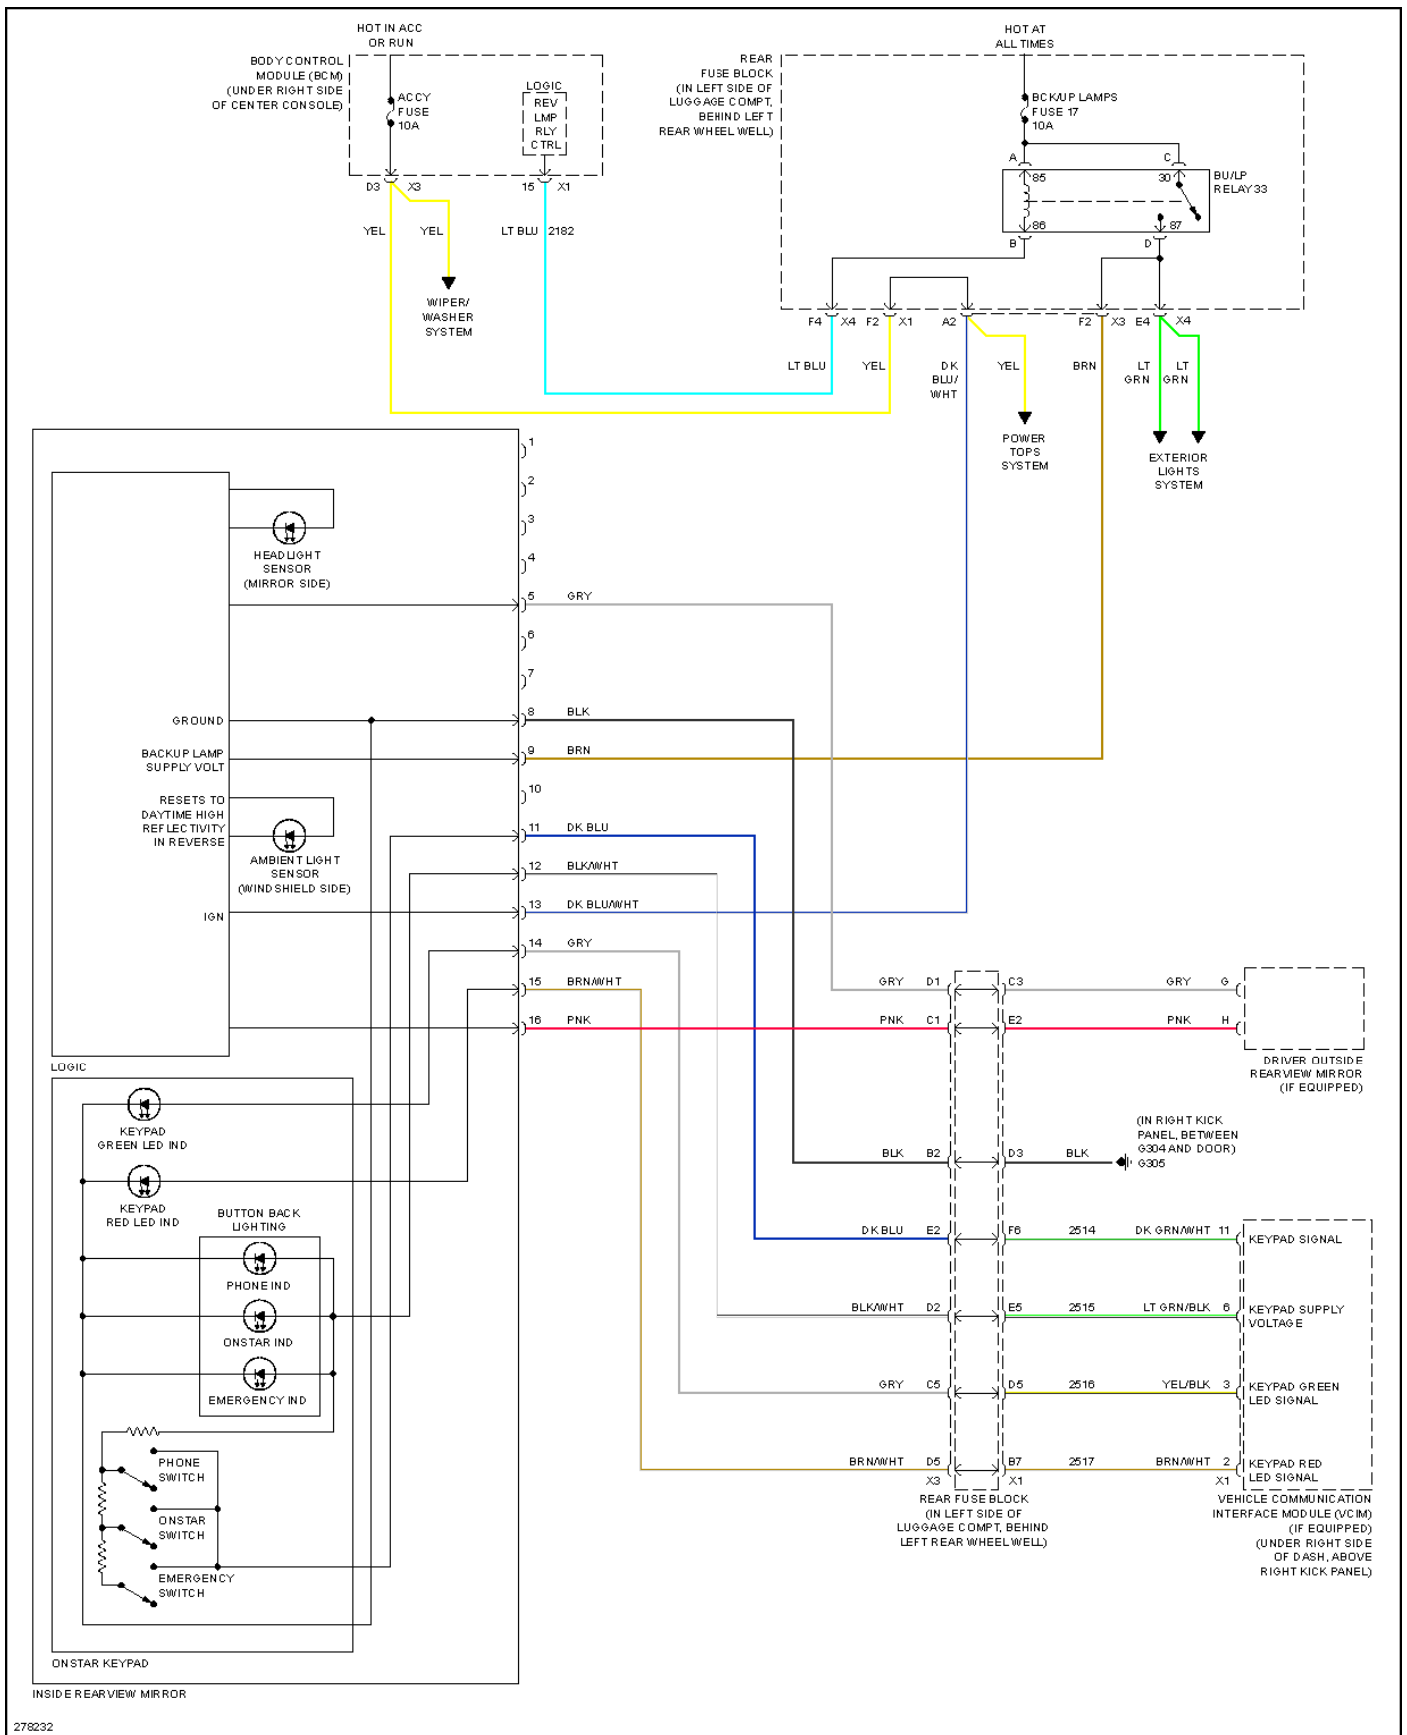 HOT IN ACC
OR RUN
BODY CONTROL
MODULE (BCM)
(UNDER RIGHT SIDE
OF CENTER CONSOLE)
ACCY
FUSE
10A
LOGIC
REV
LMP
RLY
CTRL
D3 X3
15 X1
YEL
YEL
LT BLU 2182
WIPER/
WASHER
SYSTEM
HOT AT
ALL TIMES
REAR
FUSE BLOCK
(IN LEFT SIDE OF
LUGGAGE COMPT,
BEHIND LEFT
REAR WHEEL WELL)
BCK/UP LAMPS
FUSE 17
10A
A
C
85
30
BU/LP
RELAY 33
86
87
B
D
F4 X4 F2 X1 A2 F2 X3 E4 X4
LT BLU
YEL
DK
BLU/
WHT
YEL
BRN
LT
GRN
LT
GRN
POWER
TOPS
SYSTEM
EXTERIOR
LIGHTS
SYSTEM
1
2
3
4
5 GRY
6
7
8 BLK
9 BRN
10
11 DK BLU
12 BLK/WHT
13 DK BLU/WHT
14 GRY
15 BRN/WHT
16 PNK
HEADLIGHT
SENSOR
(MIRROR SIDE)
GROUND
BACKUP LAMP
SUPPLY VOLT
RESETS TO
DAYTIME HIGH
REFLECTIVITY
IN REVERSE
AMBIENT LIGHT
SENSOR
(WINDSHIELD SIDE)
IGN
LOGIC
KEYPAD
GREEN LED IND
KEYPAD
RED LED IND
BUTTON BACK
LIGHTING
PHONE IND
ONSTAR IND
EMERGENCY IND
PHONE
SWITCH
ONSTAR
SWITCH
EMERGENCY
SWITCH
ONSTAR KEYPAD
INSIDE REARVIEW MIRROR
GRY D1 C3 GRY G
PNK C1 E2 PNK H
DRIVER OUTSIDE
REARVIEW MIRROR
(IF EQUIPPED)
(IN RIGHT KICK
PANEL, BETWEEN
G304 AND DOOR)
G305
BLK B2 D3 BLK
DK BLU E2 F6 2514 DK GRN/WHT 11 KEYPAD SIGNAL
BLK/WHT D2 E5 2515 LT GRN/BLK 6 KEYPAD SUPPLY
VOLTAGE
GRY C5 D5 2516 YEL/BLK 3 KEYPAD GREEN
LED SIGNAL
BRN/WHT D5 B7 2517 BRN/WHT 2 KEYPAD RED
LED SIGNAL
X3 X1 X1
REAR FUSE BLOCK
(IN LEFT SIDE OF
LUGGAGE COMPT, BEHIND
LEFT REAR WHEEL WELL)
VEHICLE COMMUNICATION
INTERFACE MODULE (VCIM)
(IF EQUIPPED)
(UNDER RIGHT SIDE
OF DASH, ABOVE
RIGHT KICK PANEL)
278232